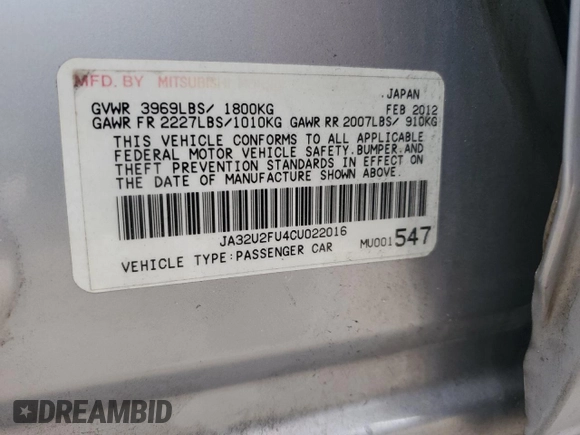 MFD. BY MITSUBISHI
JAPAN
GVWR 3969LBS/ 1800KG FEB 2012
GAWR FR 2227LBS/1010KG GAWR RR 2007LBS/ 910KG
THIS VEHICLE CONFORMS TO ALL APPLICABLE
FEDERAL MOTOR VEHICLE SAFETY, BUMPER, AND
THEFT PREVENTION STANDARDS IN EFFECT ON
THE DATE OF MANUFACTURE SHOWN ABOVE.
JA32U2FU4CU022016
VEHICLE TYPE:PASSENGER CAR MU001547
DREAMBID